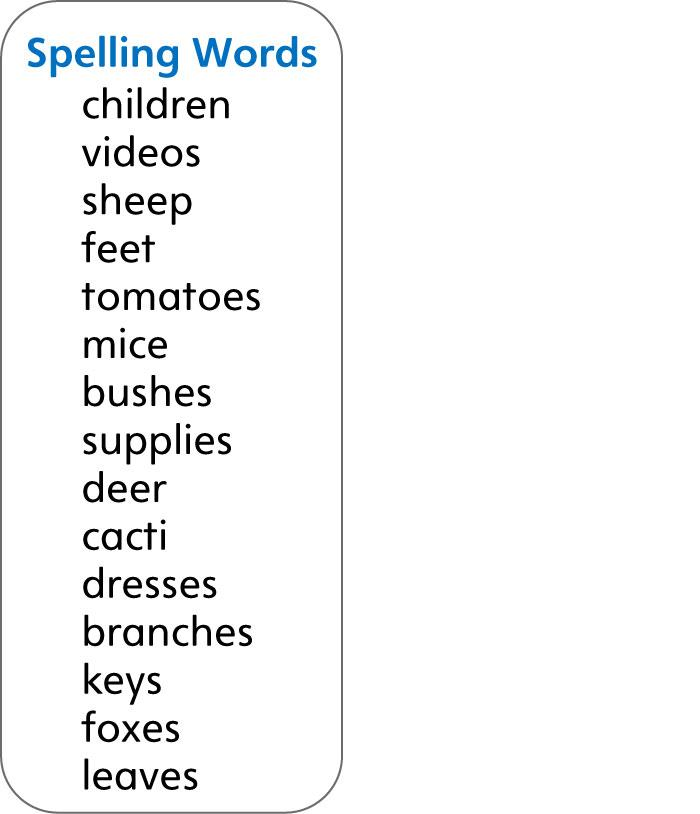 Spelling Words
children
videos
sheep
feet
tomatoes
mice
bushes
supplies
deer
cacti
dresses
branches
keys
foxes
leaves